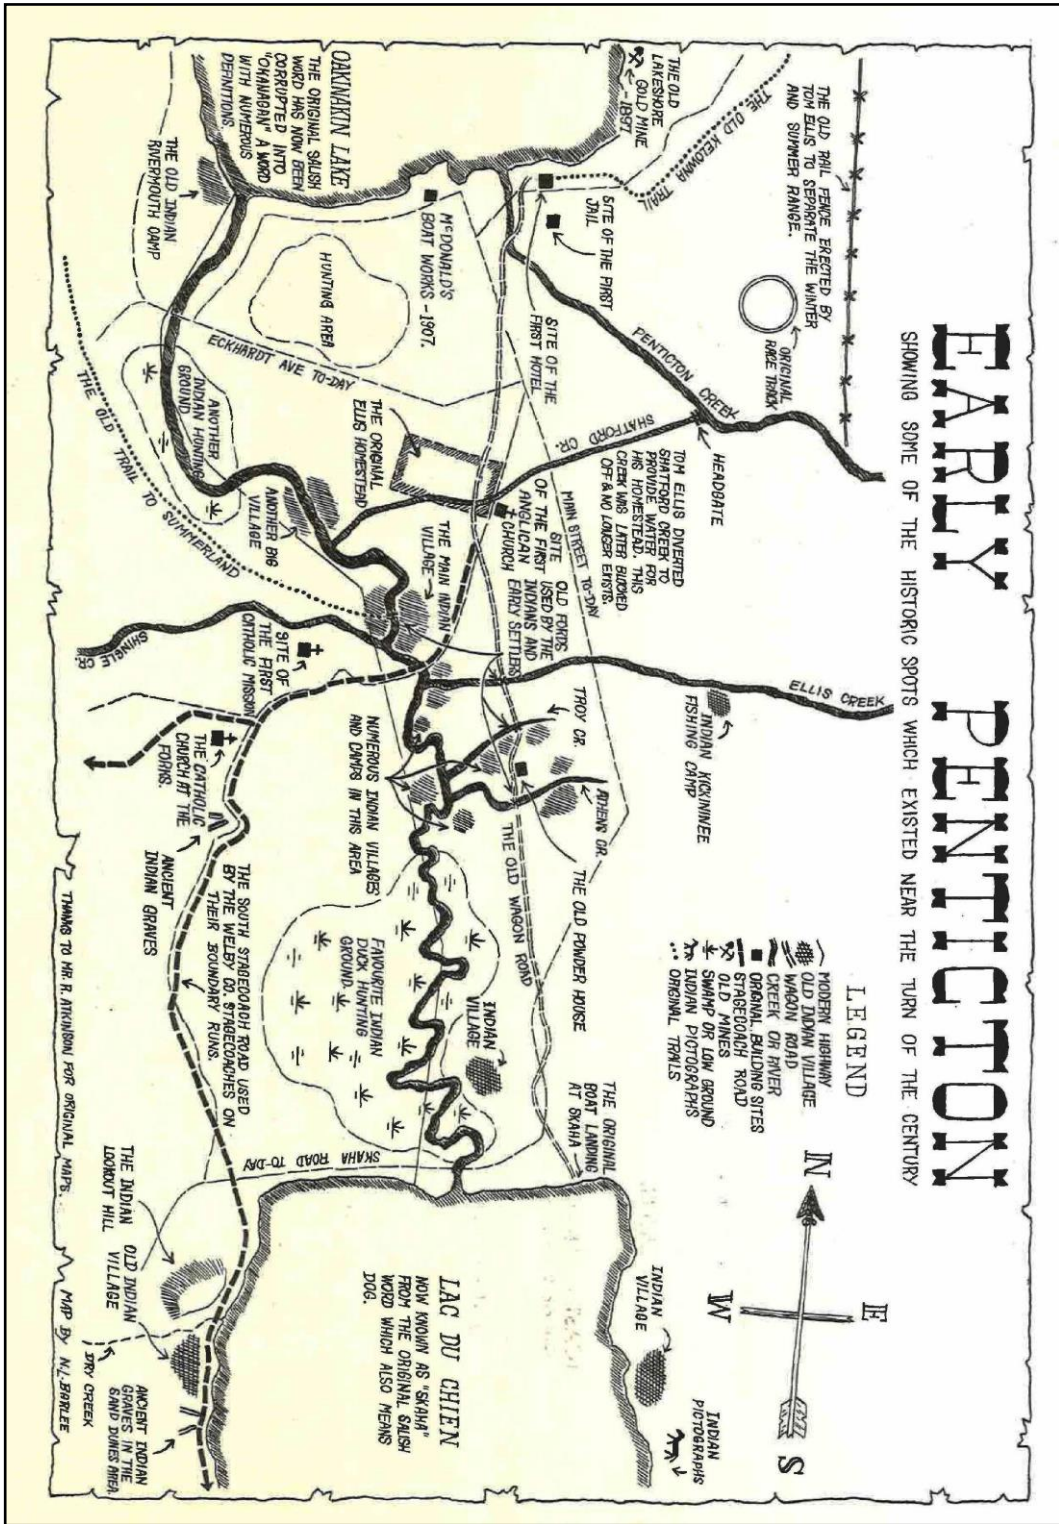 EARLY PENTICTON
SHOWING SOME OF THE HISTORIC SPOTS WHICH EXISTED NEAR THE TURN OF THE CENTURY
THE OLD RAIL FENCE ERECTED BY
TOM ELLIS TO SEPARATE THE WINTER
AND SUMMER RANGE.
ORIGINAL
RACE TRACK
THE OLD KELOWNA TRAIL
THE OLD
LAKESHORE
GOLD MINE
-1897
SITE OF THE FIRST
JAIL
PENTICTON CREEK
HEADGATE
SHATFORD CR.
TOM ELLIS DIVERTED
SHATFORD CREEK TO
PROVIDE WATER FOR
HIS HOMESTEAD. THIS
CREEK WAS LATER BLOCKED
OFF & NO LONGER EXISTS.
SITE OF THE
FIRST HOTEL
MAIN STREET TO-DAY
OAKINAKIN LAKE
THE ORIGINAL SALISH
WORD HAS NOW BEEN
CORRUPTED INTO
"OKANAGAN" A WORD
WITH NUMEROUS
DEFINITIONS.
McDONALD'S
BOAT WORKS - 1907.
HUNTING AREA
ECKHARDT AVE TO-DAY
THE ORIGINAL
ELLIS HOMESTEAD
SITE
OF THE FIRST
ANGLICAN
CHURCH
THE OLD INDIAN
RIVERMOUTH CAMP
ANOTHER
INDIAN HUNTING
GROUND
ANOTHER BIG
VILLAGE
THE OLD TRAIL TO SUMMERLAND
THE MAIN INDIAN
VILLAGE
OLD FORDS
USED BY THE
INDIANS AND
EARLY SETTLERS
ELLIS CREEK
INDIAN KICKININEE
FISHING CAMP
TROY CR.
ATHENS CR.
THE OLD POWDER HOUSE
THE OLD WAGON ROAD
SHINGLE CR.
SITE OF
THE FIRST
CATHOLIC MISSION
THE CATHOLIC
CHURCH AT THE
FORKS.
ANCIENT
INDIAN GRAVES
NUMEROUS INDIAN VILLAGES
AND CAMPS IN THIS AREA
FAVOURITE INDIAN
DUCK HUNTING
GROUND.
INDIAN
VILLAGE
THE SOUTH STAGECOACH ROAD USED
BY THE WELBY CO. STAGECOACHES ON
THEIR BOUNDARY RUNS.
SKAHA ROAD TO-DAY
THE ORIGINAL
BOAT LANDING
AT SKAHA
LEGEND
MODERN HIGHWAY
OLD INDIAN VILLAGE
WAGON ROAD
CREEK OR RIVER
ORIGINAL BUILDING SITES
STAGECOACH ROAD
OLD MINES
SWAMP OR LOW GROUND
INDIAN PICTOGRAPHS
ORIGINAL TRAILS
N
E
W
S
LAC DU CHIEN
NOW KNOWN AS "SKAHA"
FROM THE ORIGINAL SALISH
WORD WHICH ALSO MEANS
DOG.
INDIAN
VILLAGE
INDIAN
PICTOGRAPHS
THE INDIAN
LOOKOUT HILL
OLD INDIAN
VILLAGE
DRY CREEK
ANCIENT INDIAN
GRAVES IN THE
SAND DUNES AREA.
THANKS TO MR. R. ATKINSON FOR ORIGINAL MAPS.
MAP BY N.L. BARLEE